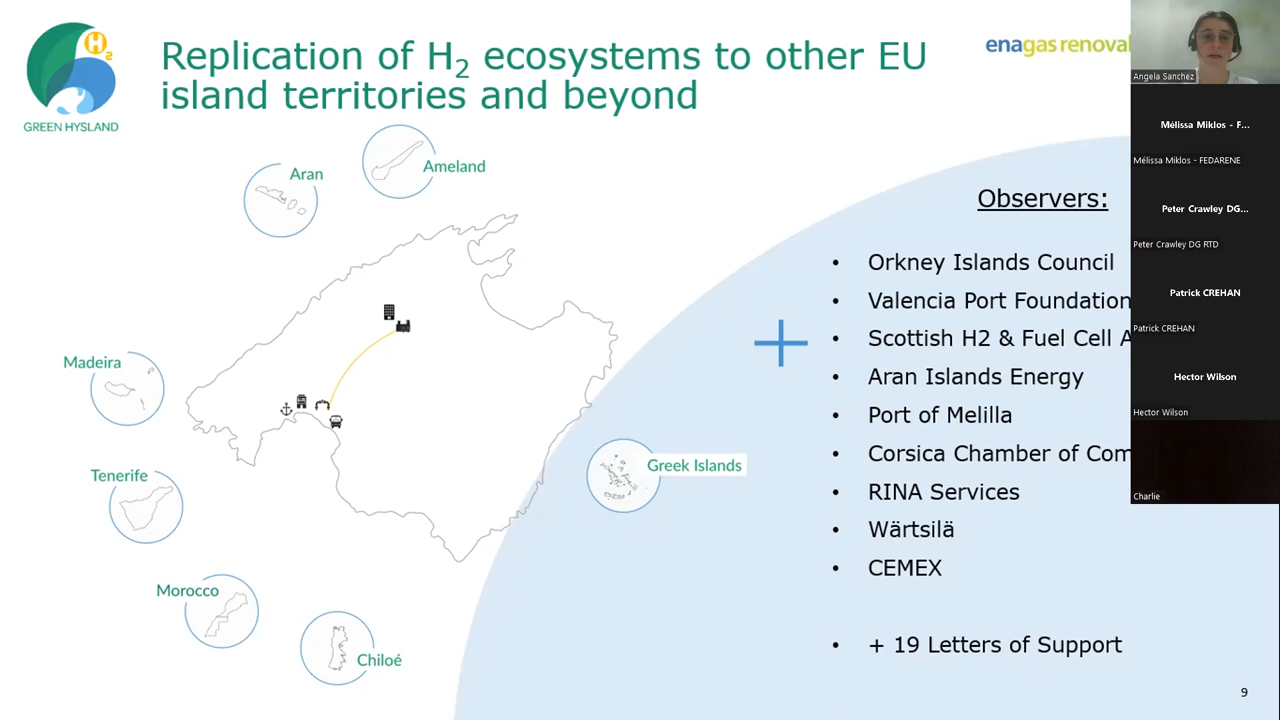 H2
GREEN HYSLAND
Replication of H2 ecosystems to other EU
island territories and beyond
enagas renova
Aran
Ameland
Madeira
Tenerife
Morocco
Chiloé
Greek Islands
Observers:
• Orkney Islands Council
• Valencia Port Foundation
• Scottish H2 & Fuel Cell A
• Aran Islands Energy
• Port of Melilla
• Corsica Chamber of Com
• RINA Services
• Wärtsilä
• CEMEX
• + 19 Letters of Support
9
Angela Sanchez
Mélissa Miklos - F...
Mélissa Miklos - FEDARENE
Peter Crawley DG...
Peter Crawley DG RTD
Patrick CREHAN
Patrick CREHAN
Hector Wilson
Hector Wilson
Charlie